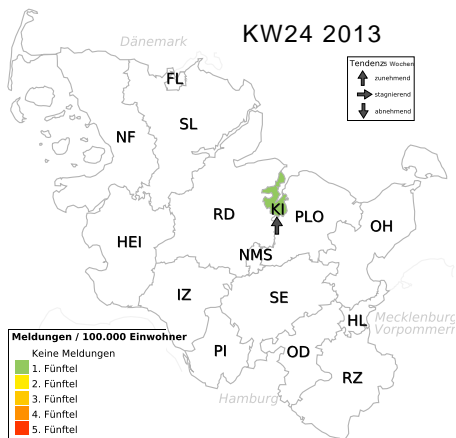 KW24 2013
Dänemark
Tendenz5 Wochen
zunehmend
stagnierend
abnehmend
FL
SL
NF
RD
KI
PLO
OH
HEI
NMS
IZ
SE
HL
Mecklenburg
Vorpommern
PI
OD
RZ
Hamburg
Meldungen / 100.000 Einwohner
Keine Meldungen
1. Fünftel
2. Fünftel
3. Fünftel
4. Fünftel
5. Fünftel